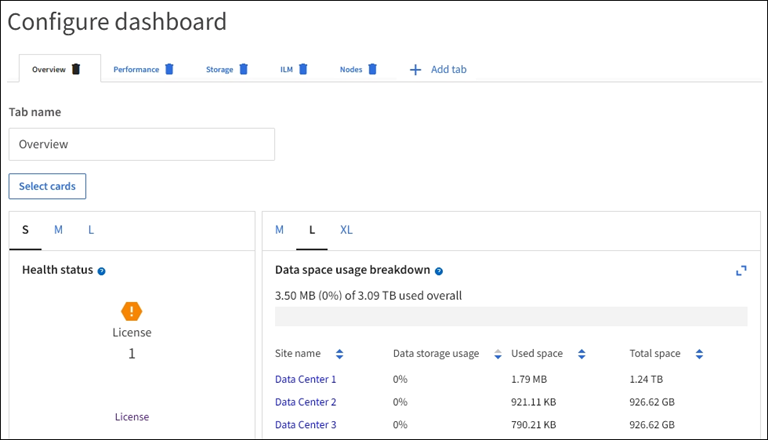 Configure dashboard
Overview Performance Storage ILM Nodes + Add tab
Tab name
Overview
Select cards
S M L
Health status ?
!
License
1
License
M L XL
Data space usage breakdown ?
3.50 MB (0%) of 3.09 TB used overall
Site name Data storage usage Used space Total space
Data Center 1 0% 1.79 MB 1.24 TB
Data Center 2 0% 921.11 KB 926.62 GB
Data Center 3 0% 790.21 KB 926.62 GB